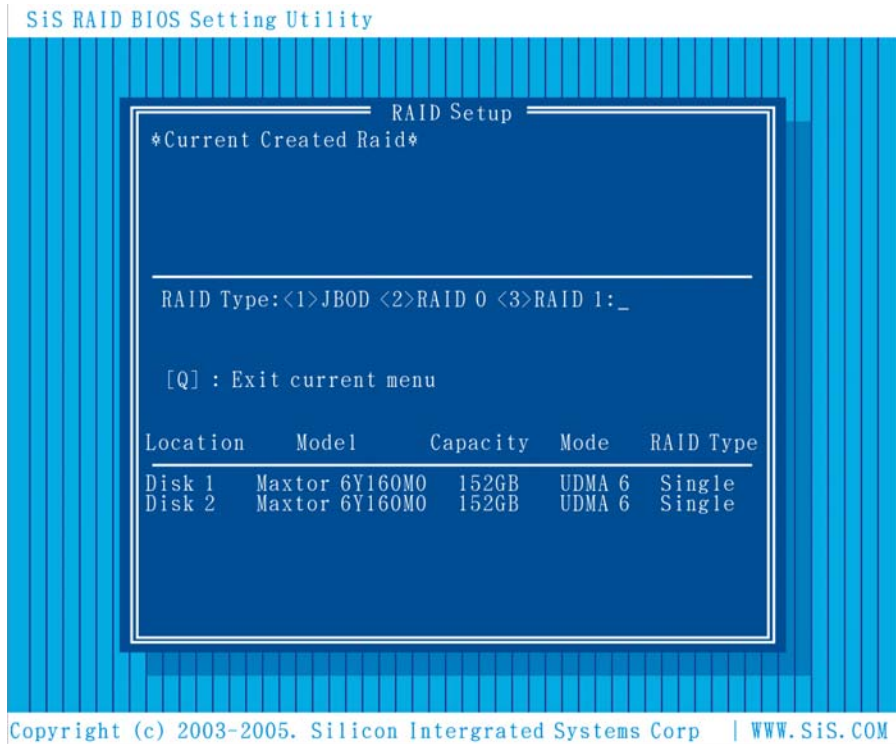 SiS RAID BIOS Setting Utility
RAID Setup
*Current Created Raid*
RAID Type:<1>JBOD <2>RAID 0 <3>RAID 1:_
[Q] : Exit current menu
Location Model Capacity Mode RAID Type
Disk 1 Maxtor 6Y160M0 152GB UDMA 6 Single
Disk 2 Maxtor 6Y160M0 152GB UDMA 6 Single
Copyright (c) 2003-2005. Silicon Intergrated Systems Corp | WWW.SiS.COM